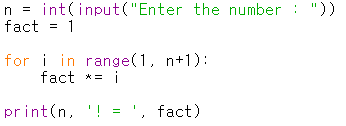 n = int(input("Enter the number : "))
fact = 1
for i in range(1, n+1):
    fact *= i
print(n, '! = ', fact)